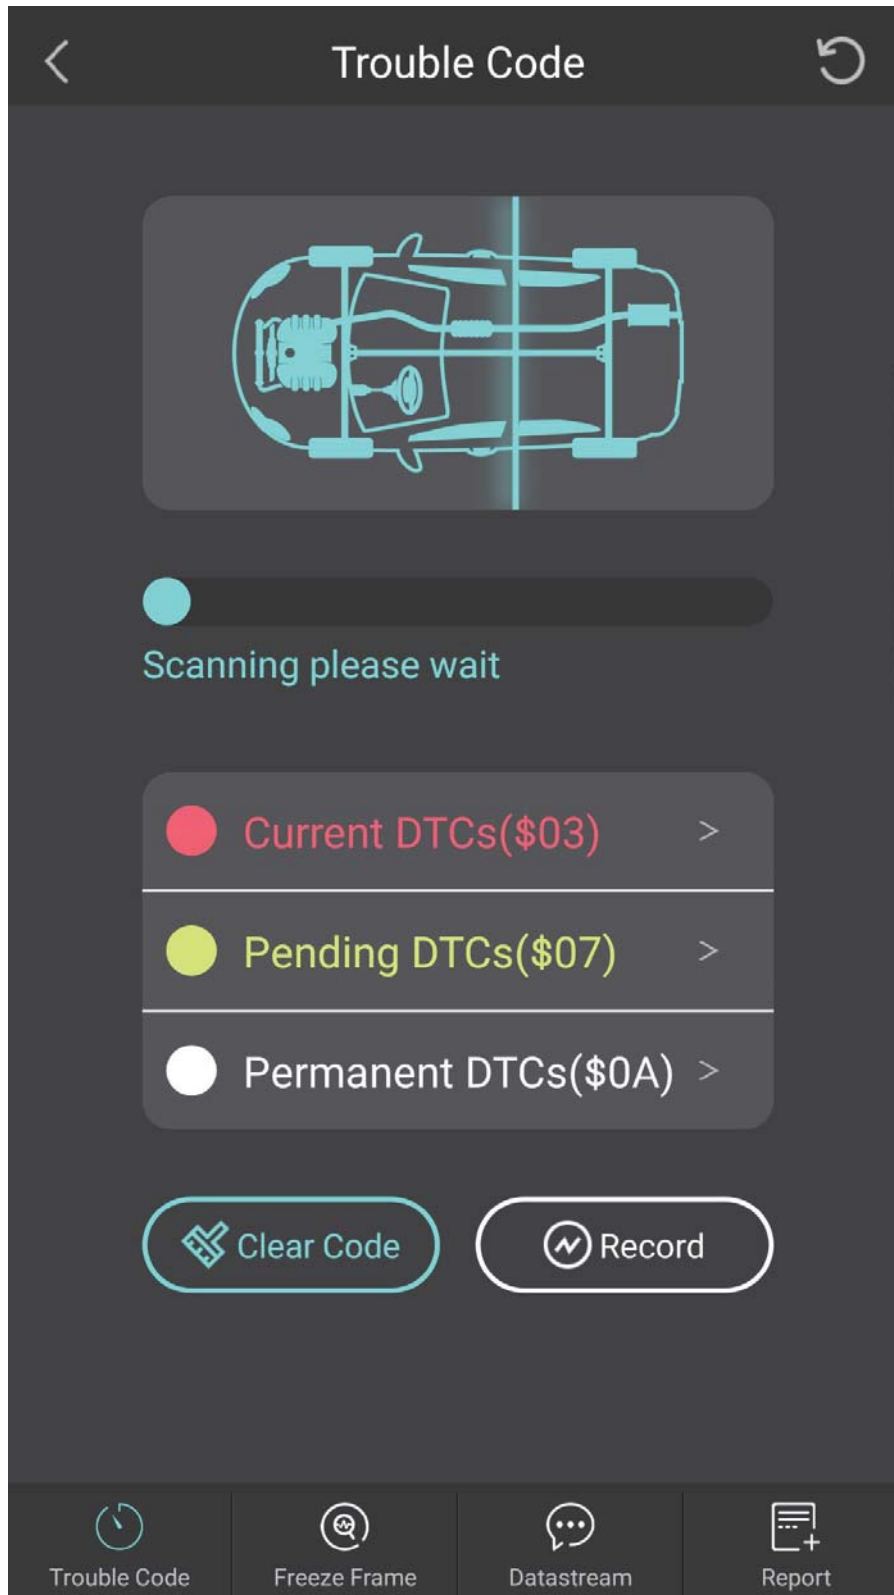 Trouble Code
Scanning please wait
Current DTCs($03) >
Pending DTCs($07) >
Permanent DTCs($0A) >
Clear Code
Record
Trouble Code
Freeze Frame
Datastream
Report